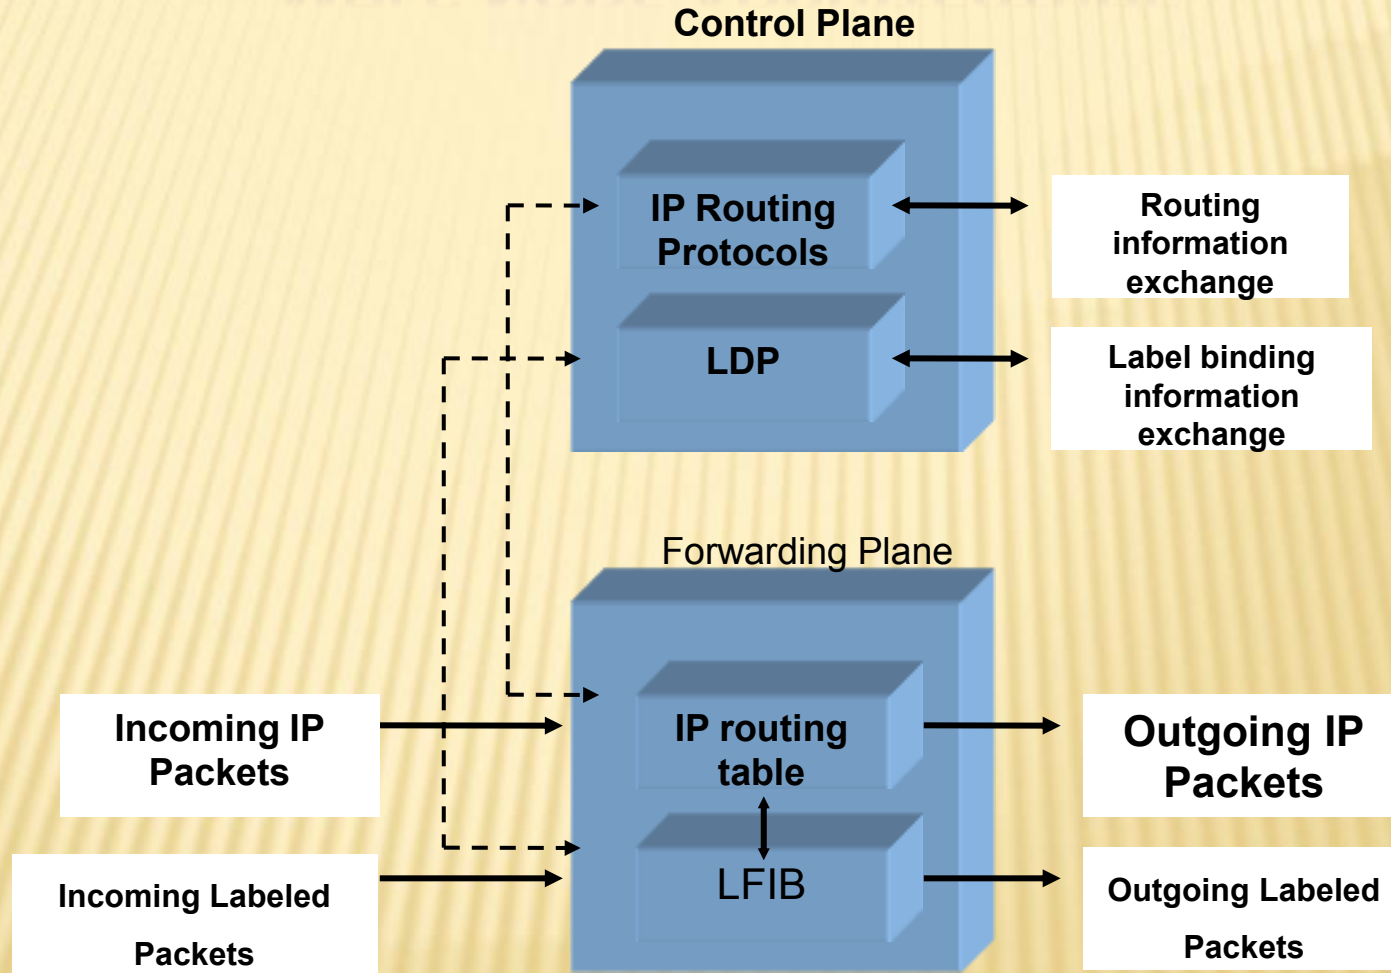 Control Plane
IP Routing
Protocols
Routing
information
exchange
LDP
Label binding
information
exchange
Forwarding Plane
Incoming IP
Packets
IP routing
table
Outgoing IP
Packets
Incoming Labeled
Packets
LFIB
Outgoing Labeled
Packets